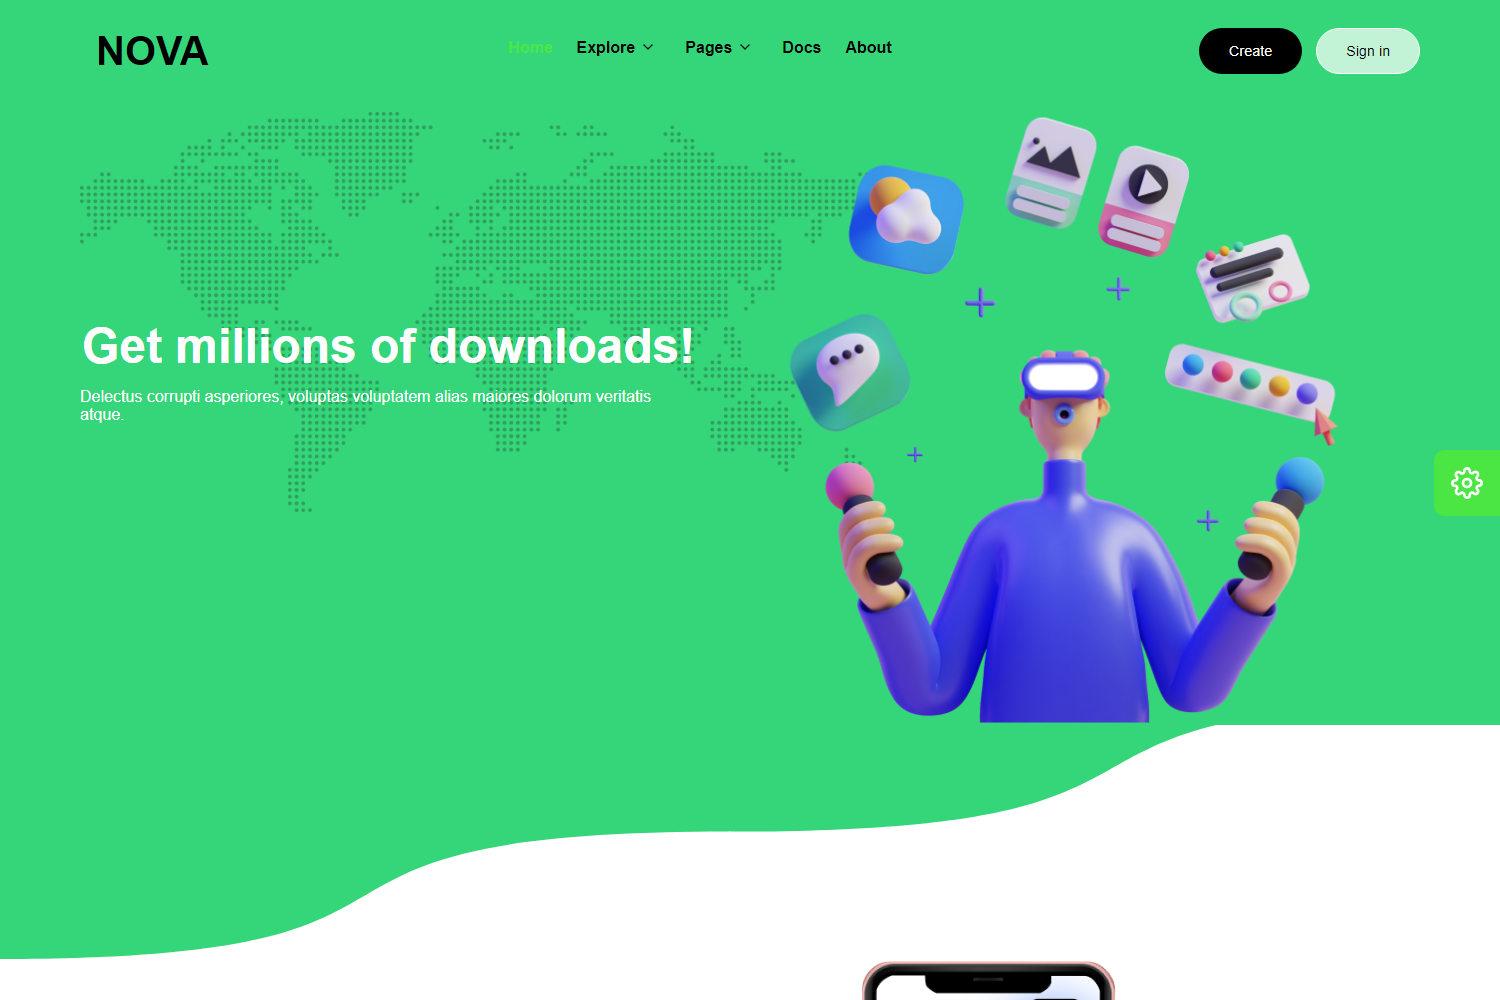 NOVA
Home Explore Pages Docs About
Create Sign in
Get millions of downloads!
Delectus corrupti asperiores, voluptas voluptatem alias maiores dolorum veritatis
atque.